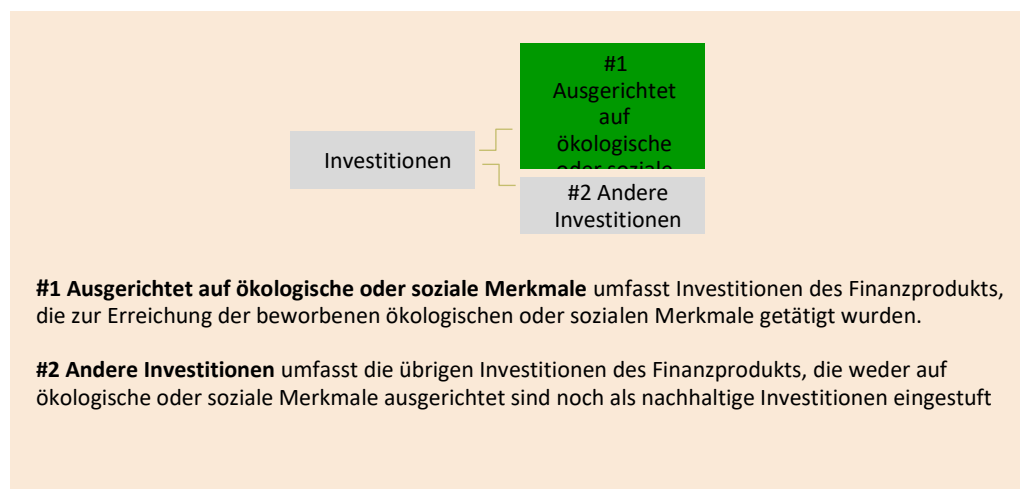 #1
Ausgerichtet
auf
ökologische
oder soziale
Investitionen
#2 Andere
Investitionen
#1 Ausgerichtet auf ökologische oder soziale Merkmale umfasst Investitionen des Finanzprodukts,
die zur Erreichung der beworbenen ökologischen oder sozialen Merkmale getätigt wurden.
#2 Andere Investitionen umfasst die übrigen Investitionen des Finanzprodukts, die weder auf
ökologische oder soziale Merkmale ausgerichtet sind noch als nachhaltige Investitionen eingestuft